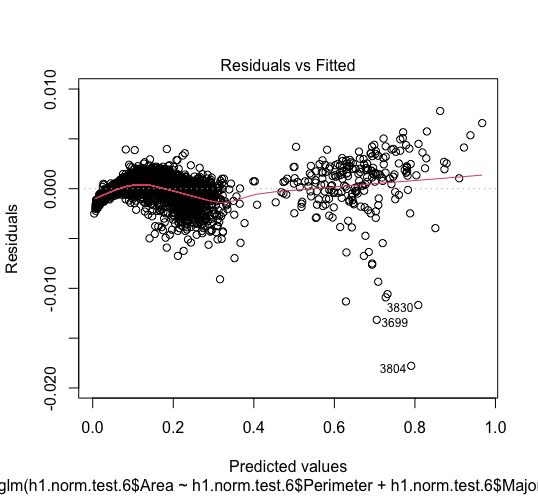 Residuals vs Fitted
0.010
0.000
-0.010
-0.020
Residuals
3830
3699
3804
0.0 0.2 0.4 0.6 0.8 1.0
Predicted values
glm(h1.norm.test.6$Area ~ h1.norm.test.6$Perimeter + h1.norm.test.6$Major